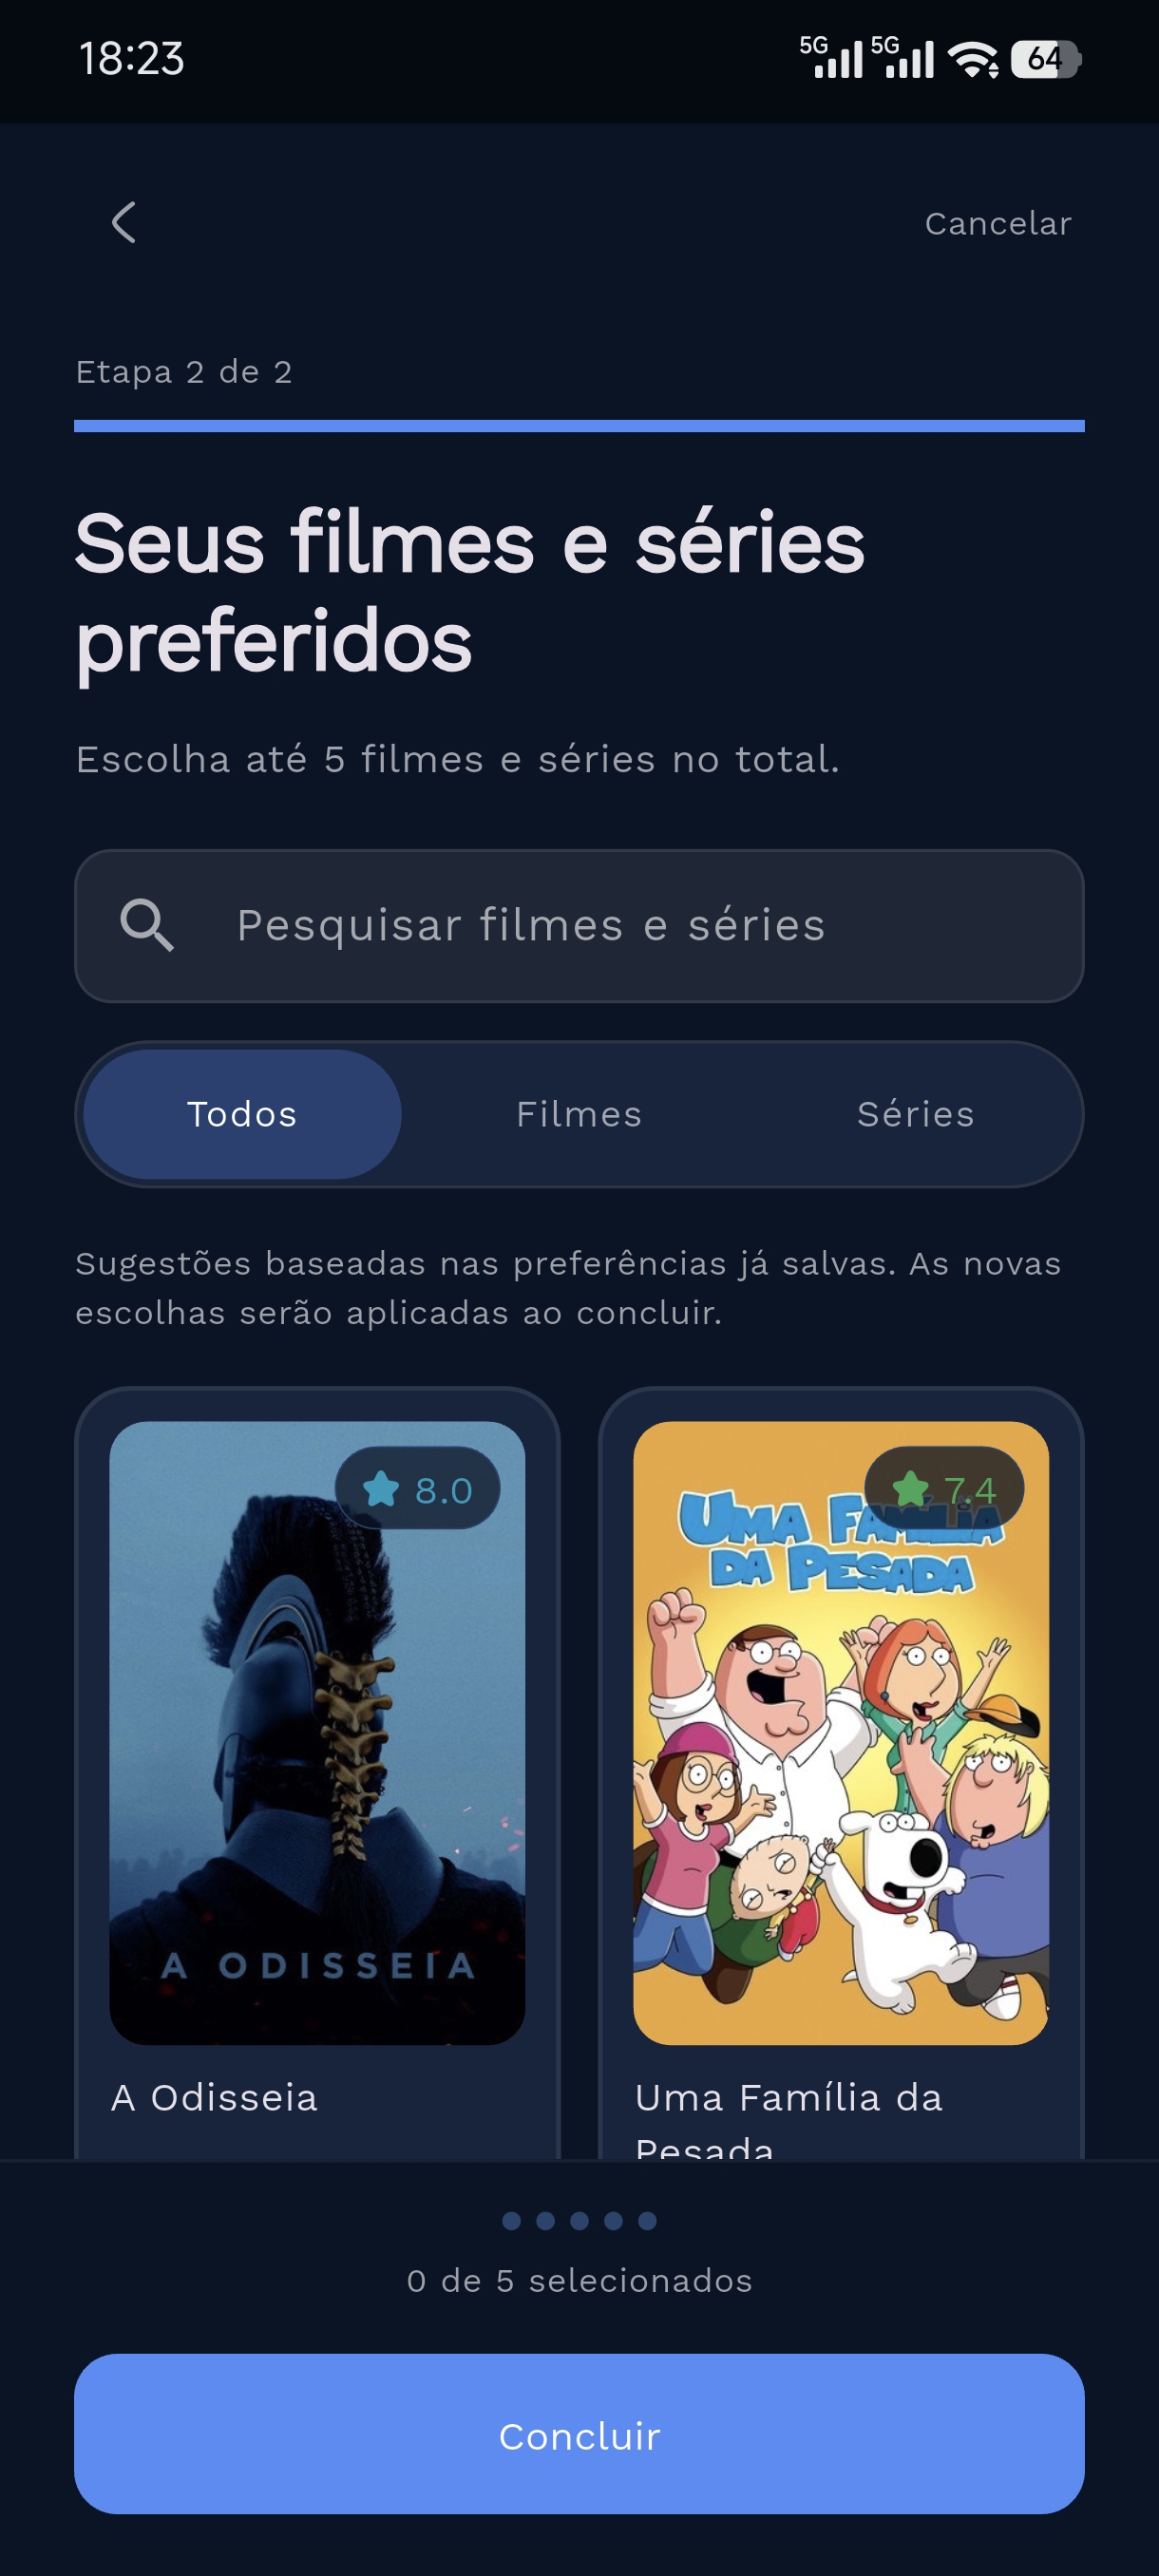 18:23
5G 5G 64
Cancelar
Etapa 2 de 2
Seus filmes e séries
preferidos
Escolha até 5 filmes e séries no total.
Pesquisar filmes e séries
Todos Filmes Séries
Sugestões baseadas nas preferências já salvas. As novas
escolhas serão aplicadas ao concluir.
8.0
7.4
UMA FAMÍLIA
DA PESADA
A ODISSEIA
A Odisseia
Uma Família da
Pesada
0 de 5 selecionados
Concluir